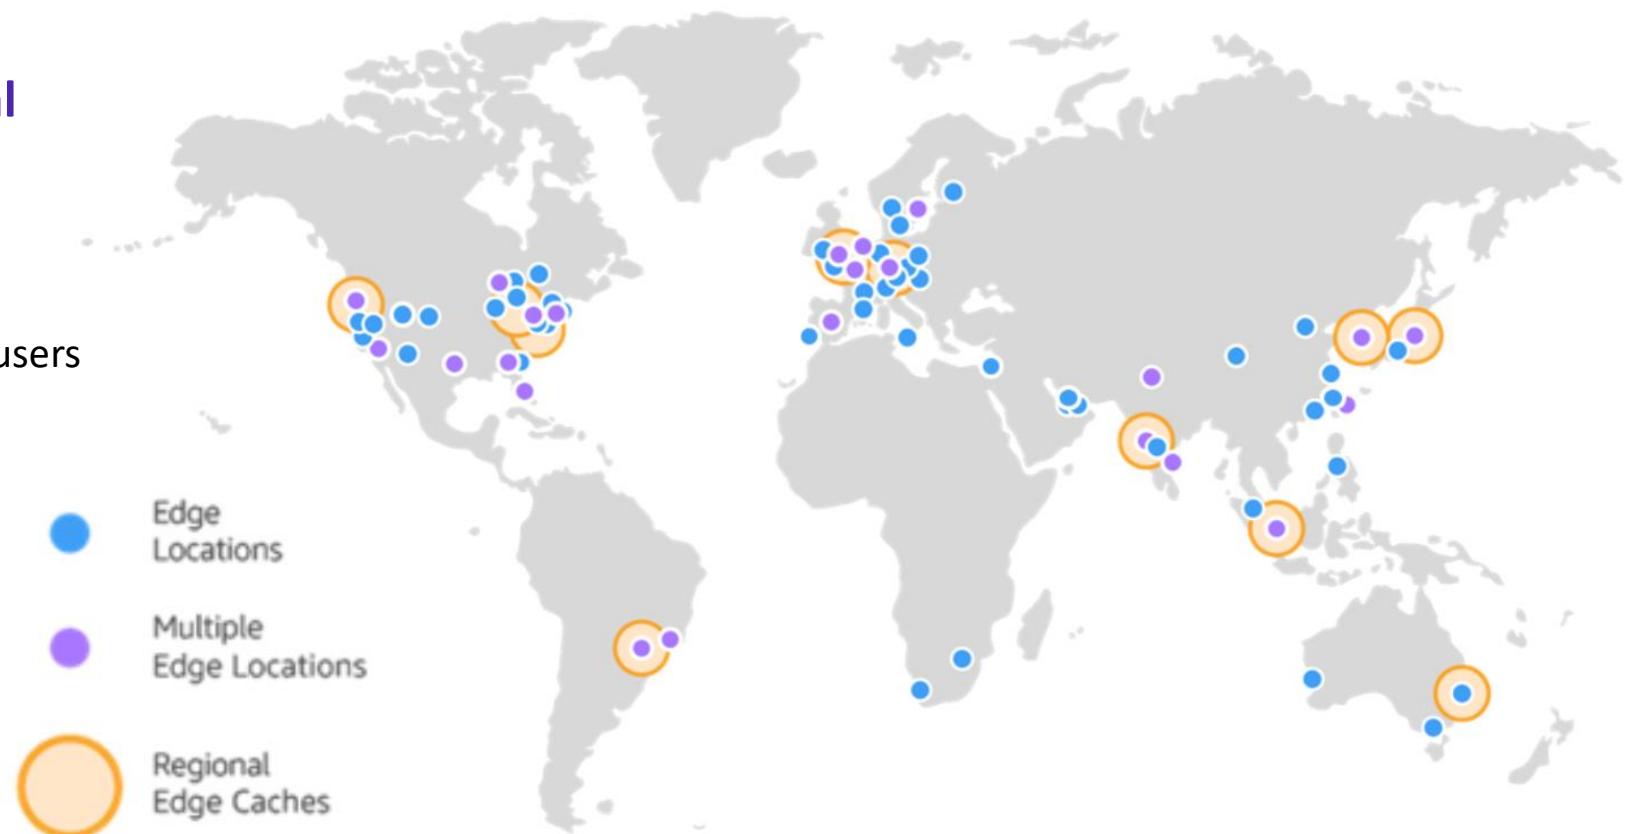 l
users
Edge
Locations
Multiple
Edge Locations
Regional
Edge Caches